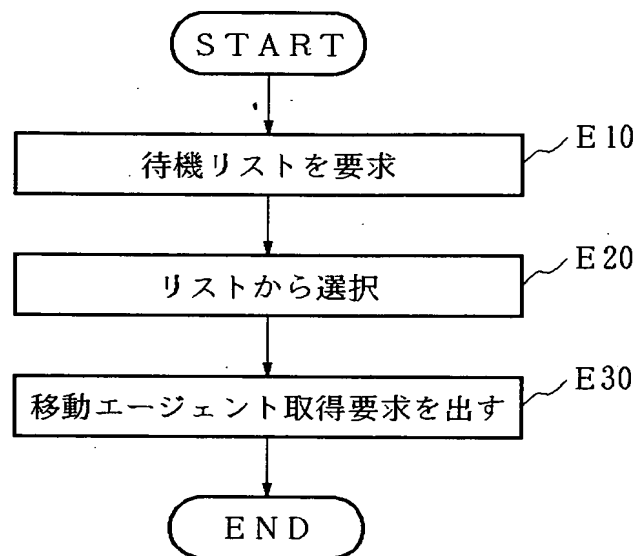 START
待機リストを要求
E10
リストから選択
E20
移動エージェント取得要求を出す
E30
END